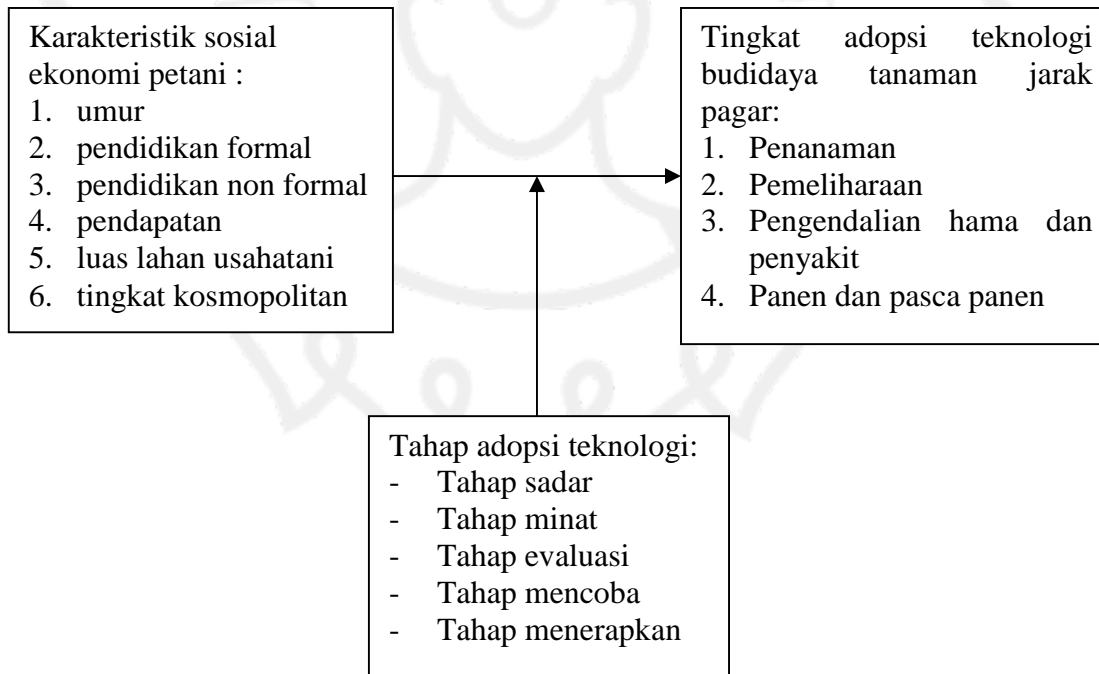 Karakteristik sosial
ekonomi petani :
1. umur
2. pendidikan formal
3. pendidikan non formal
4. pendapatan
5. luas lahan usahatani
6. tingkat kosmopolitan
Tingkat adopsi teknologi
budidaya tanaman jarak
pagar:
1. Penanaman
2. Pemeliharaan
3. Pengendalian hama dan
penyakit
4. Panen dan pasca panen
Tahap adopsi teknologi:
- Tahap sadar
- Tahap minat
- Tahap evaluasi
- Tahap mencoba
- Tahap menerapkan